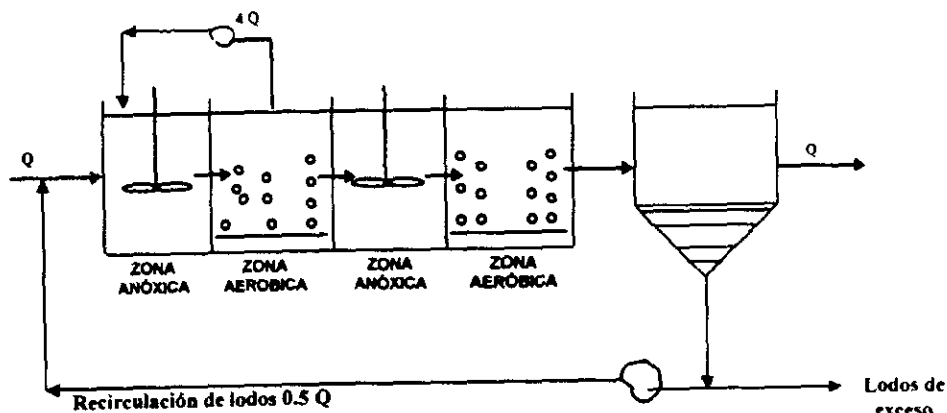 4 Q
Q
Q
ZONA
ANÓXICA
ZONA
AEROBICA
ZONA
ANÓXICA
ZONA
AERÓBICA
Recirculación de lodos 0.5 Q
Lodos de
exceso